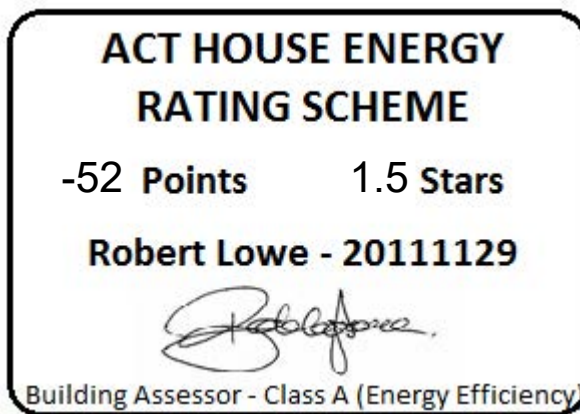 ACT HOUSE ENERGY
RATING SCHEME
-52 Points 1.5 Stars
Robert Lowe - 20111129
Building Assessor - Class A (Energy Efficiency)